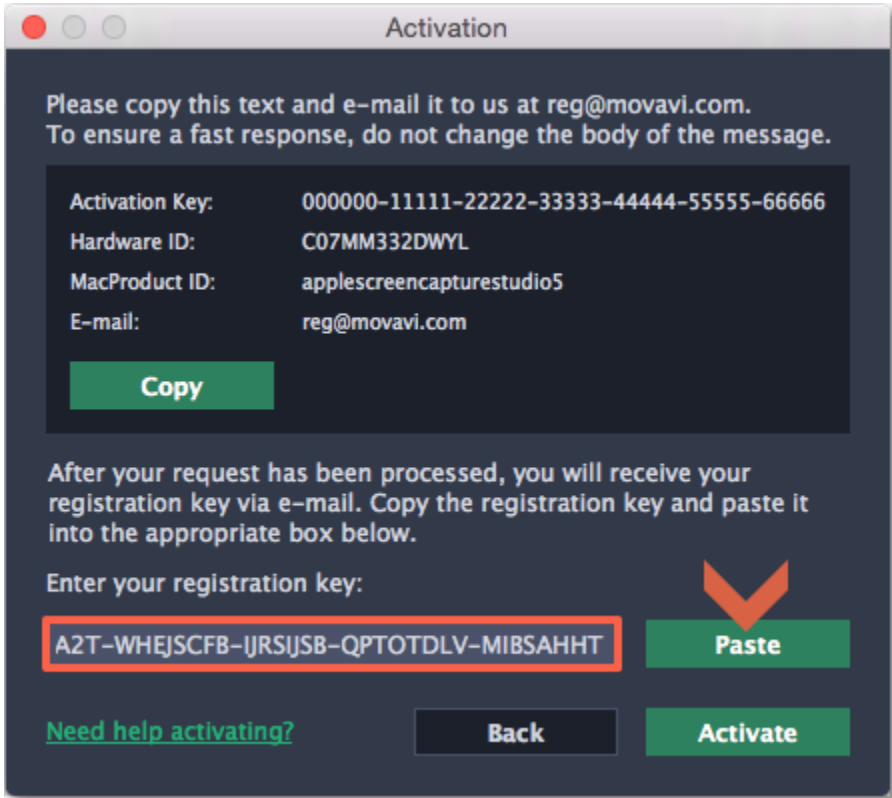 Activation
Please copy this text and e-mail it to us at reg@movavi.com.
To ensure a fast response, do not change the body of the message.
Activation Key: 000000-11111-22222-33333-44444-55555-66666
Hardware ID: C07MM332DWYL
MacProduct ID: applescreencapturestudio5
E-mail: reg@movavi.com
Copy
After your request has been processed, you will receive your
registration key via e-mail. Copy the registration key and paste it
into the appropriate box below.
Enter your registration key:
A2T-WHEJSCFB-IJRSIJSB-QPTOTDLV-MIBSAHHT Paste
Need help activating? Back Activate